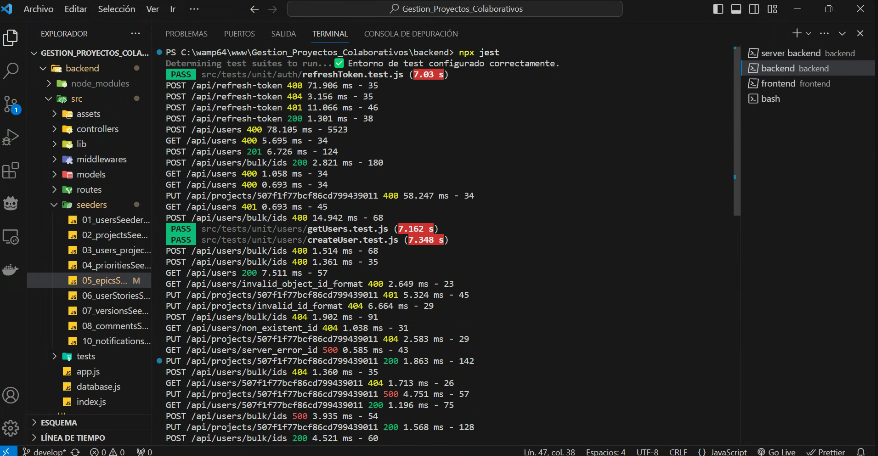 Archivo Editar Selección Ver Ir ··· Gestion_Proyectos_Colaborativos
EXPLORADOR ···
GESTION_PROYECTOS_COLA...
backend
node_modules
src
assets
controllers
lib
middlewares
models
routes
seeders
01_usersSeeder...
02_projectsSee...
03_users_projec...
04_prioritiesSee...
05_epicsS... M
06_userStoriesS...
07_versionsSee...
08_commentsS...
10_notifications...
tests
app.js
database.js
index.js
ESQUEMA
LÍNEA DE TIEMPO
PROBLEMAS PUERTOS SALIDA TERMINAL CONSOLA DE DEPURACIÓN
PS C:\wamp64\www\Gestion_Proyectos_Colaborativos\backend> npx jest
Determining test suites to run...✅ Entorno de test configurado correctamente.
PASS src/tests/unit/auth/refreshToken.test.js (7.03 s)
POST /api/refresh-token 400 71.906 ms - 35
POST /api/refresh-token 404 3.156 ms - 35
POST /api/refresh-token 401 11.066 ms - 46
POST /api/refresh-token 200 1.301 ms - 38
POST /api/users 400 78.105 ms - 5523
GET /api/users 400 5.695 ms - 34
POST /api/users 201 6.726 ms - 124
POST /api/users/bulk/ids 200 2.821 ms - 180
GET /api/users 400 1.058 ms - 34
GET /api/users 400 0.693 ms - 34
PUT /api/projects/507f1f77bcf86cd799439011 400 58.247 ms - 34
GET /api/users 401 0.693 ms - 45
POST /api/users/bulk/ids 400 14.942 ms - 68
PASS src/tests/unit/users/getUsers.test.js (7.162 s)
PASS src/tests/unit/users/createUser.test.js (7.348 s)
POST /api/users/bulk/ids 400 1.514 ms - 68
POST /api/users/bulk/ids 400 1.361 ms - 35
GET /api/users 200 7.511 ms - 57
GET /api/users/invalid_object_id_format 400 2.649 ms - 23
PUT /api/projects/507f1f77bcf86cd799439011 401 5.324 ms - 45
PUT /api/projects/invalid_id_format 404 6.664 ms - 29
POST /api/users/bulk/ids 404 1.902 ms - 91
GET /api/users/non_existent_id 404 1.038 ms - 31
PUT /api/projects/507f1f77bcf86cd799439011 404 2.583 ms - 29
GET /api/users/server_error_id 500 0.585 ms - 43
PUT /api/projects/507f1f77bcf86cd799439011 200 1.863 ms - 142
POST /api/users/bulk/ids 404 1.360 ms - 35
GET /api/users/507f1f77bcf86cd799439011 404 1.713 ms - 26
PUT /api/projects/507f1f77bcf86cd799439011 500 4.751 ms - 57
GET /api/users/507f1f77bcf86cd799439011 200 1.196 ms - 75
POST /api/users/bulk/ids 500 3.935 ms - 54
PUT /api/projects/507f1f77bcf86cd799439011 200 1.568 ms - 128
POST /api/users/bulk/ids 200 4.521 ms - 60
server backend backend
backend backend
frontend frontend
bash
1
develop* 0 0 0 Lín. 47, col. 38 Espacios: 4 UTF-8 CRLF {} JavaScript Go Live Prettier